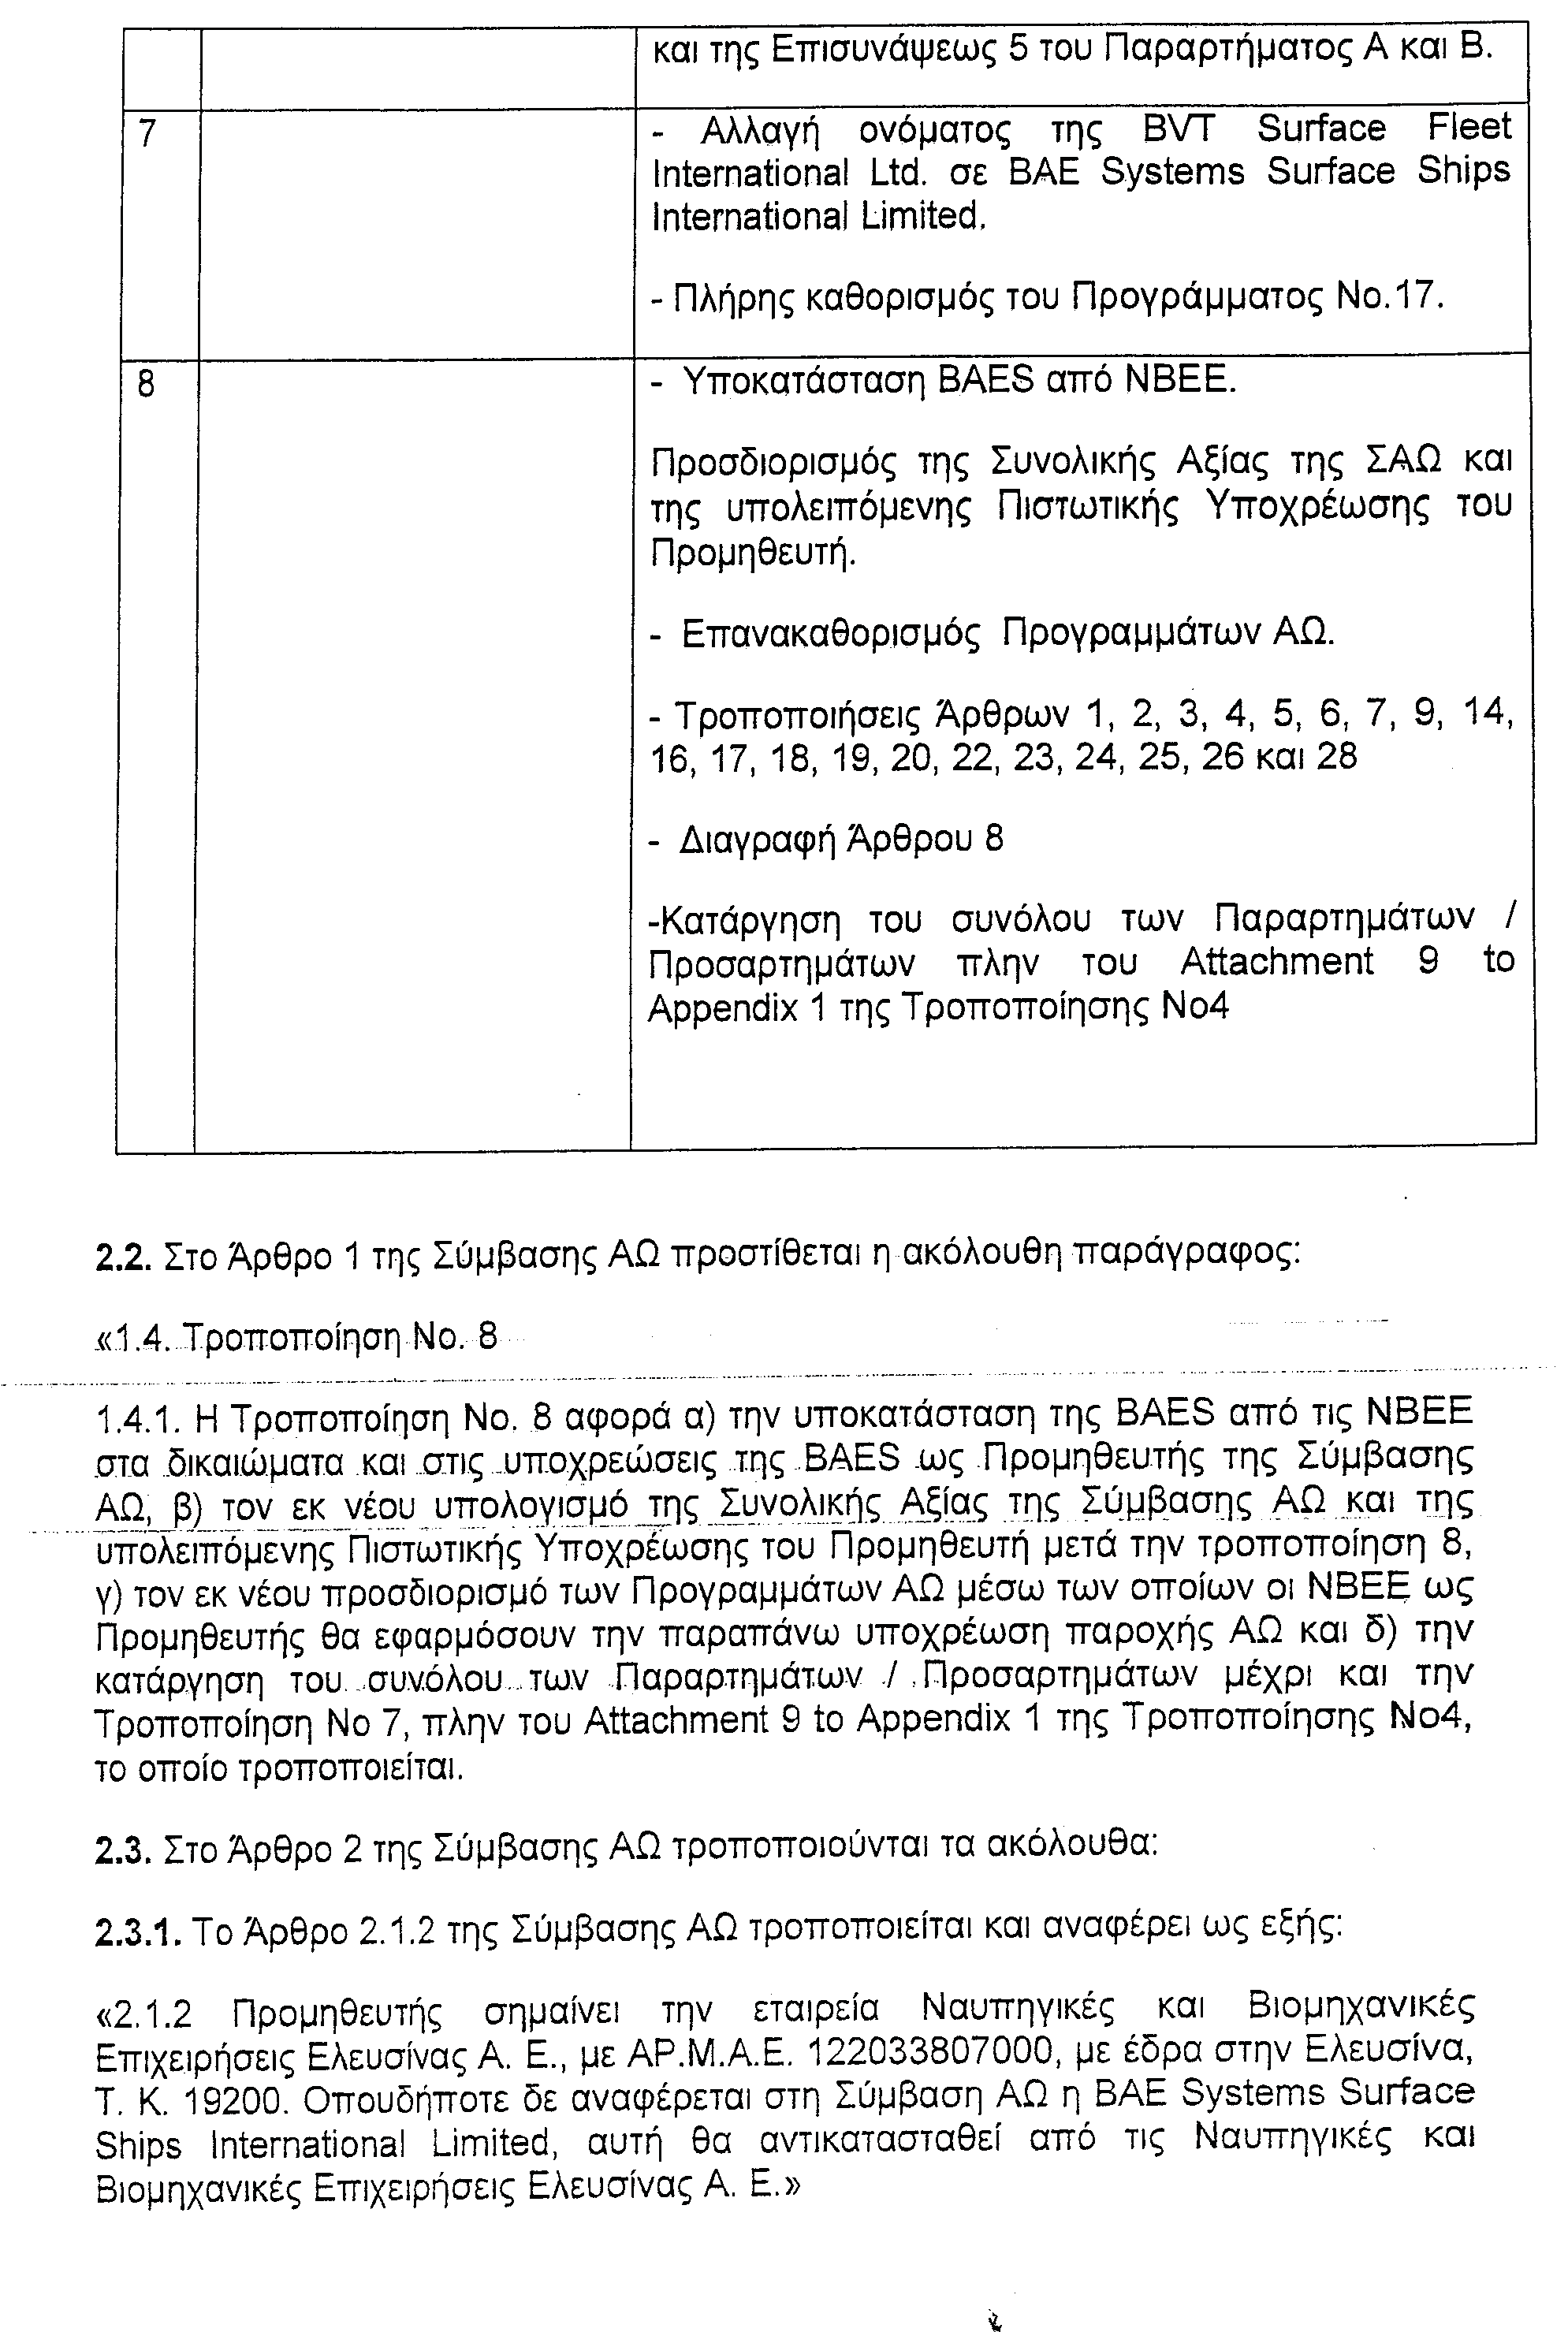 και της Επισυνάψεως 5 του Παραρτήματος Α και Β.
7
- Αλλαγή ονόματος της BVT Surface Fleet
International Ltd. σε BAE Systems Surface Ships
International Limited.
- Πλήρης καθορισμός του Προγράμματος Νο.17.
8
- Υποκατάσταση BAES από ΝΒΕΕ.
Προσδιορισμός της Συνολικής Αξίας της ΣΑΩ και
της υπολειπόμενης Πιστωτικής Υποχρέωσης του
Προμηθευτή.
- Επανακαθορισμός Προγραμμάτων ΑΩ.
- Τροποποιήσεις Άρθρων 1, 2, 3, 4, 5, 6, 7, 9, 14,
16, 17, 18, 19, 20, 22, 23, 24, 25, 26 και 28
- Διαγραφή Άρθρου 8
-Κατάργηση του συνόλου των Παραρτημάτων /
Προσαρτημάτων πλην του Attachment 9 to
Appendix 1 της Τροποποίησης Νο4
2.2. Στο Άρθρο 1 της Σύμβασης ΑΩ προστίθεται η ακόλουθη παράγραφος:
«1.4. Τροποποίηση Νο. 8
1.4.1. Η Τροποποίηση Νο. 8 αφορά α) την υποκατάσταση της BAES από τις ΝΒΕΕ
στα δικαιώματα και στις υποχρεώσεις της BAES ως Προμηθευτής της Σύμβασης
ΑΩ, β) τον εκ νέου υπολογισμό της Συνολικής Αξίας της Σύμβασης ΑΩ και της
υπολειπόμενης Πιστωτικής Υποχρέωσης του Προμηθευτή μετά την τροποποίηση 8,
γ) τον εκ νέου προσδιορισμό των Προγραμμάτων ΑΩ μέσω των οποίων οι ΝΒΕΕ ως
Προμηθευτής θα εφαρμόσουν την παραπάνω υποχρέωση παροχής ΑΩ και δ) την
κατάργηση του συνόλου των Παραρτημάτων / Προσαρτημάτων μέχρι και την
Τροποποίηση Νο 7, πλην του Attachment 9 to Appendix 1 της Τροποποίησης Νο4,
το οποίο τροποποιείται.
2.3. Στο Άρθρο 2 της Σύμβασης ΑΩ τροποποιούνται τα ακόλουθα:
2.3.1. Το Άρθρο 2.1.2 της Σύμβασης ΑΩ τροποποιείται και αναφέρει ως εξής:
«2.1.2 Προμηθευτής σημαίνει την εταιρεία Ναυπηγικές και Βιομηχανικές
Επιχειρήσεις Ελευσίνας Α. Ε., με ΑΡ.Μ.Α.Ε. 122033807000, με έδρα στην Ελευσίνα,
Τ. Κ. 19200. Οπουδήποτε δε αναφέρεται στη Σύμβαση ΑΩ η BAE Systems Surface
Ships International Limited, αυτή θα αντικατασταθεί από τις Ναυπηγικές και
Βιομηχανικές Επιχειρήσεις Ελευσίνας Α. Ε.»